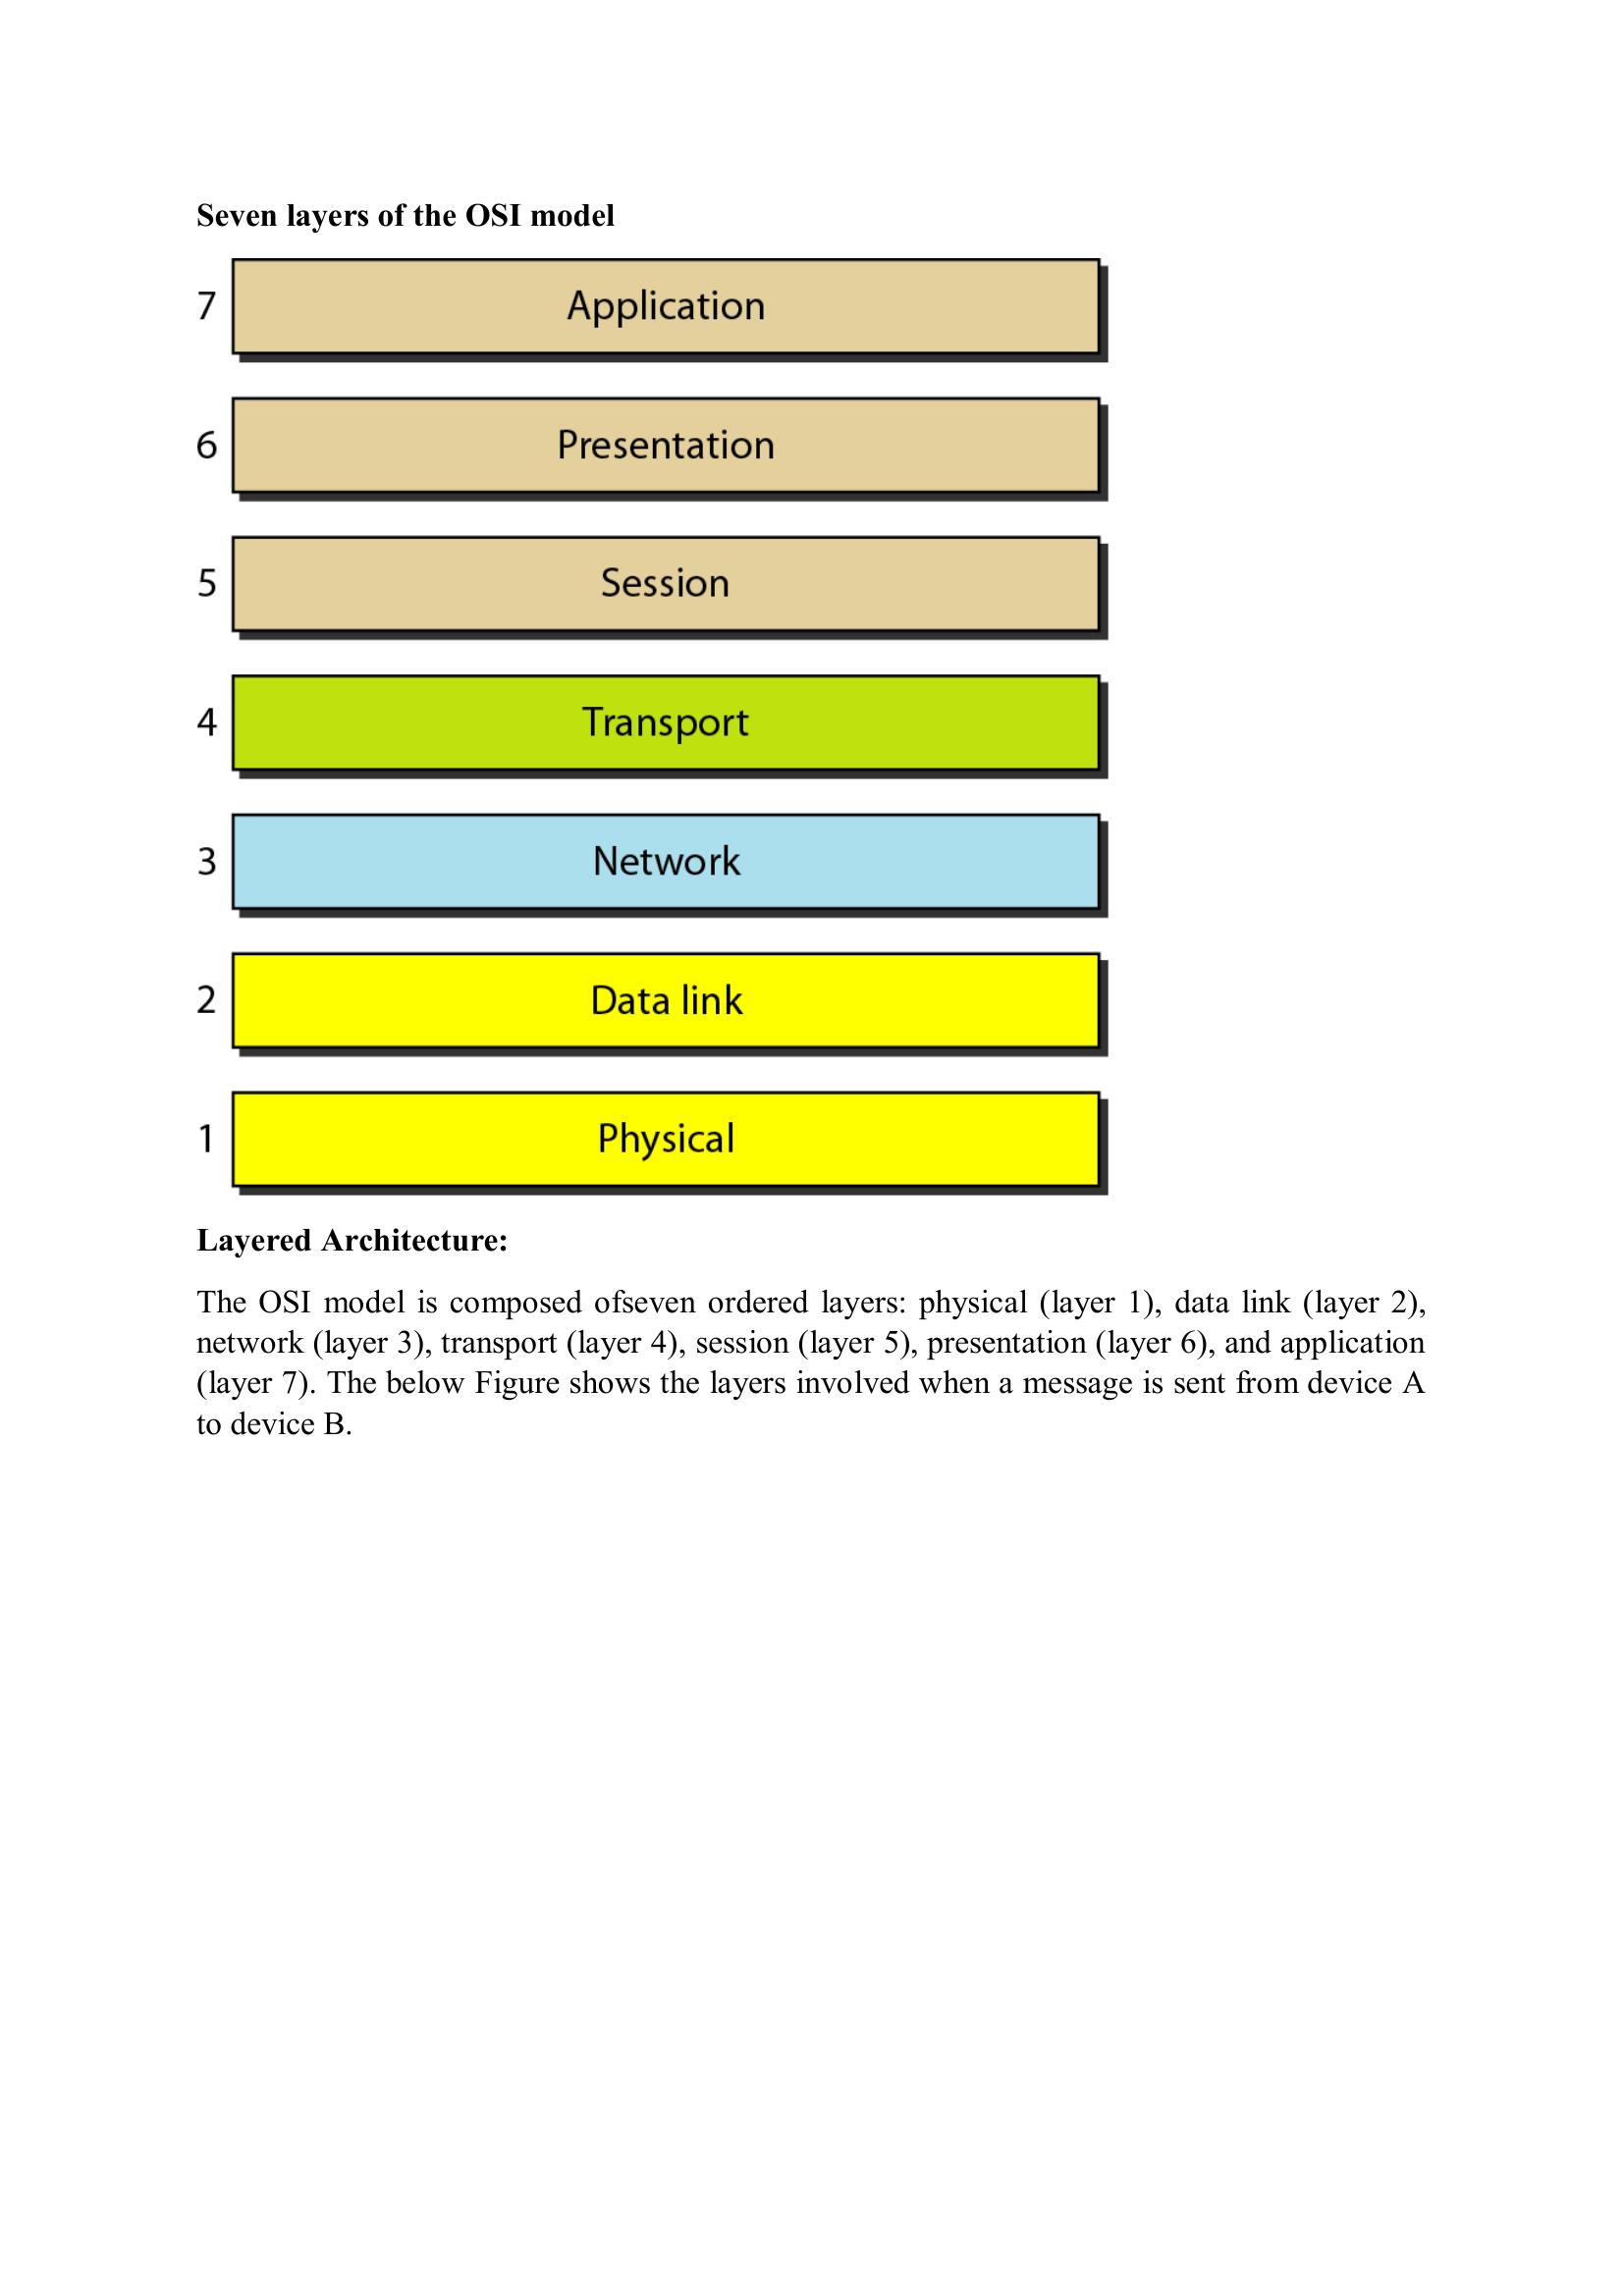 Seven layers of the OSI model
7 Application
6 Presentation
5 Session
4 Transport
3 Network
2 Data link
1 Physical
Layered Architecture:
The OSI model is composed ofseven ordered layers: physical (layer 1), data link (layer 2),
network (layer 3), transport (layer 4), session (layer 5), presentation (layer 6), and application
(layer 7). The below Figure shows the layers involved when a message is sent from device A
to device B.